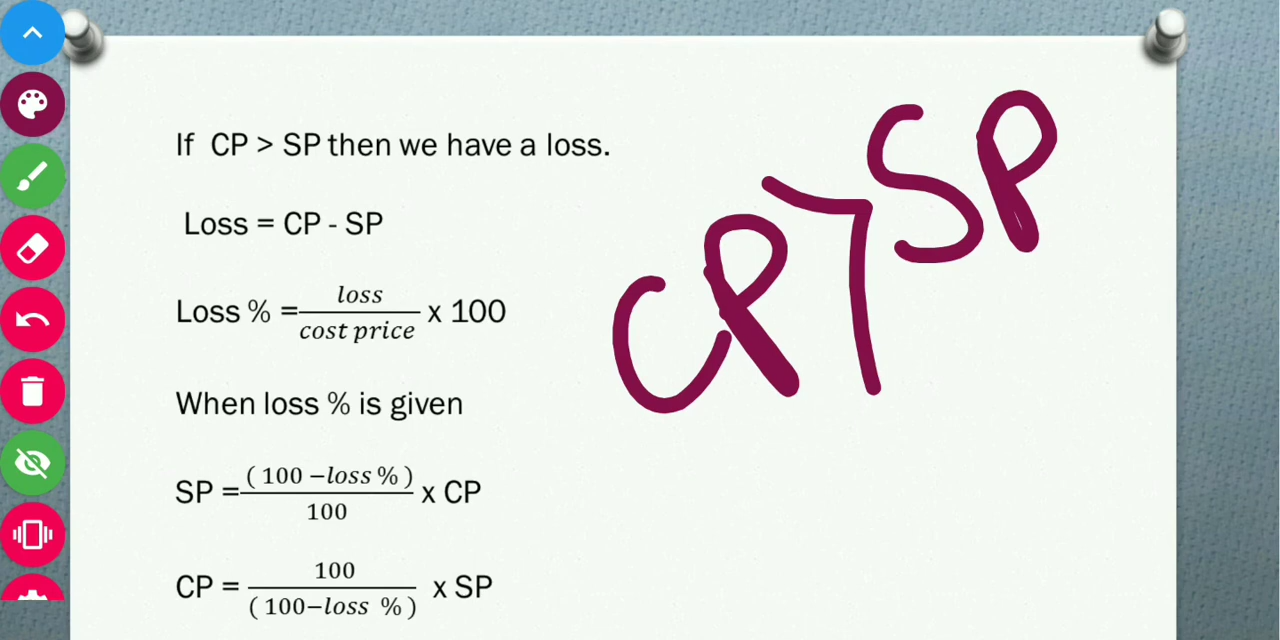 If CP > SP then we have a loss.
Loss = CP - SP
Loss % = loss / cost price x 100
When loss % is given
SP = ( 100 – loss % ) / 100 x CP
CP = 100 / ( 100–loss % ) x SP
CP > SP